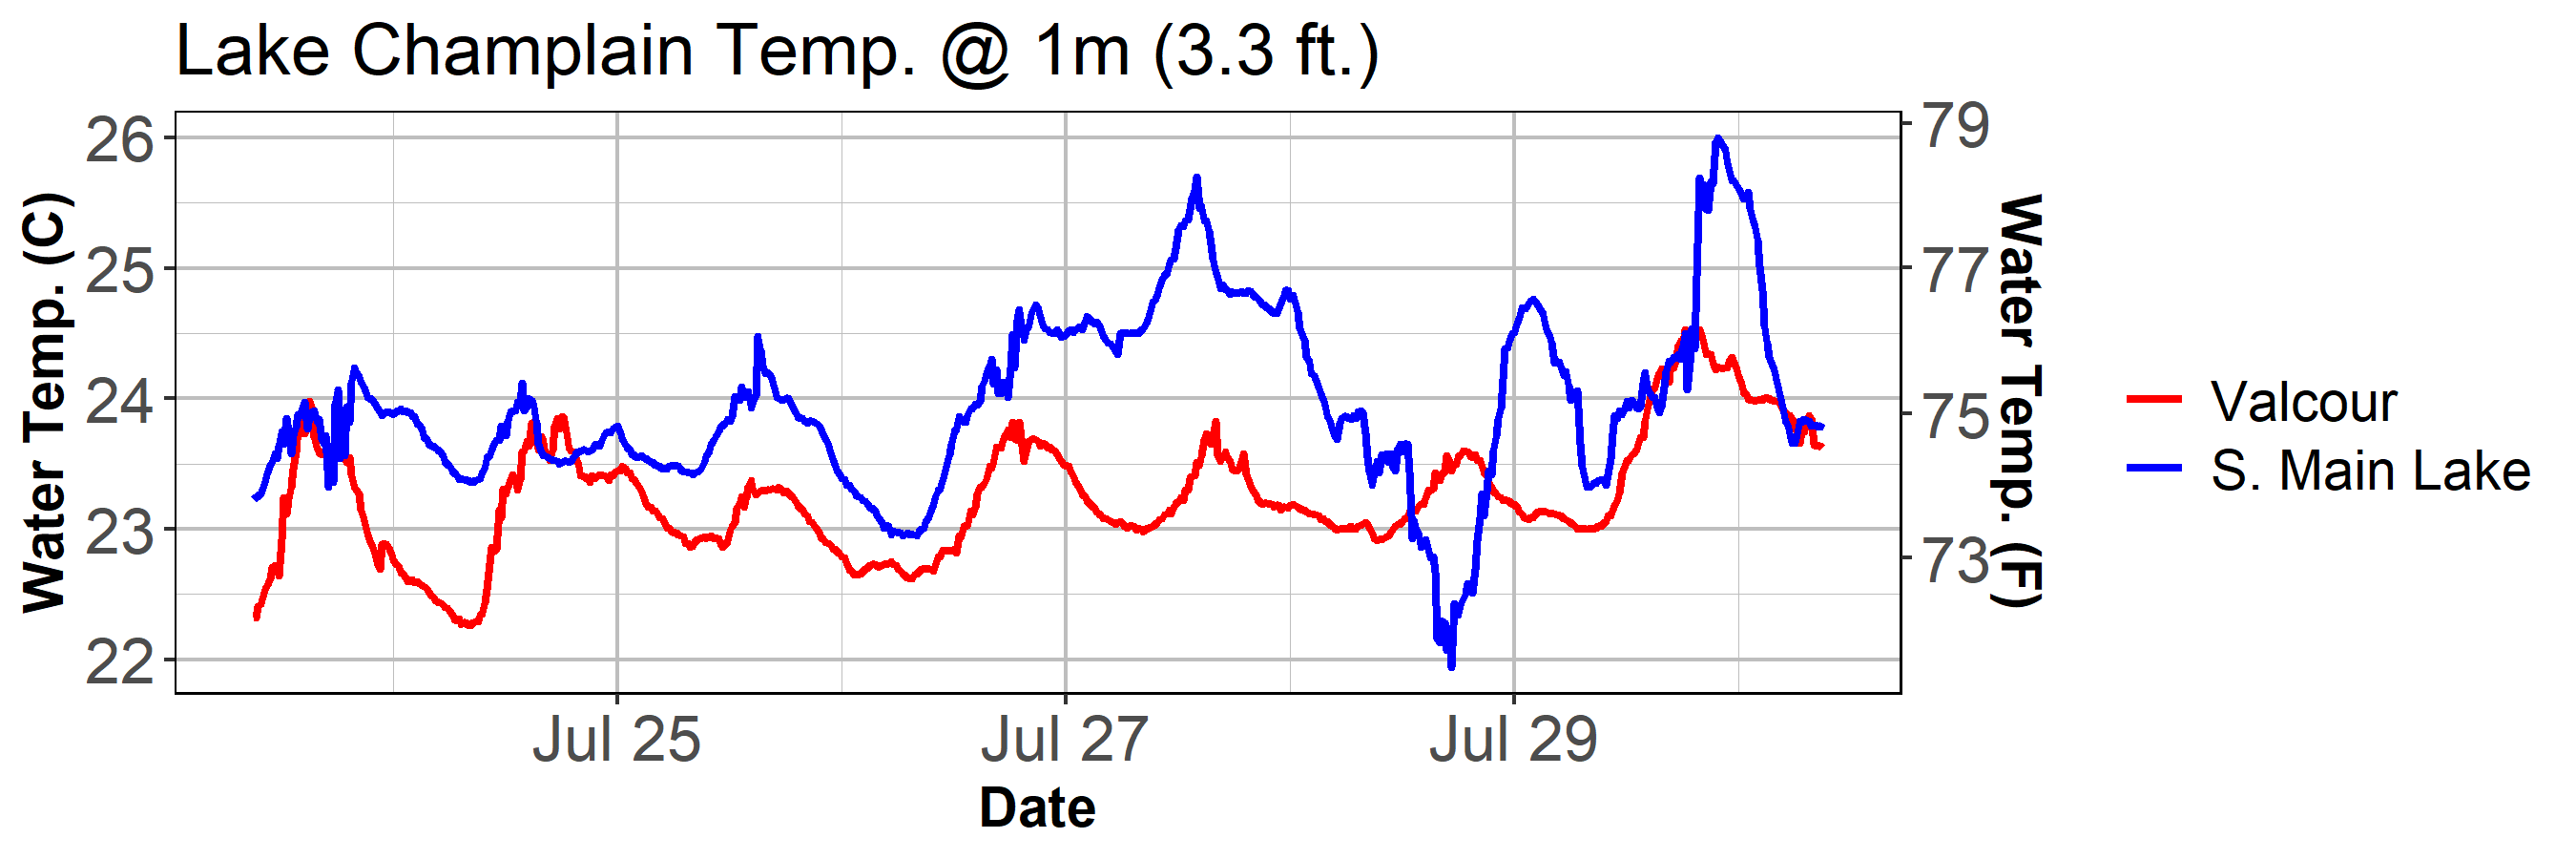 Lake Champlain Temp. @ 1m (3.3 ft.)
Water Temp. (C)
26
25
24
23
22
79
77
75
73
Water Temp. (F)
Jul 25
Jul 27
Jul 29
Date
Valcour
S. Main Lake